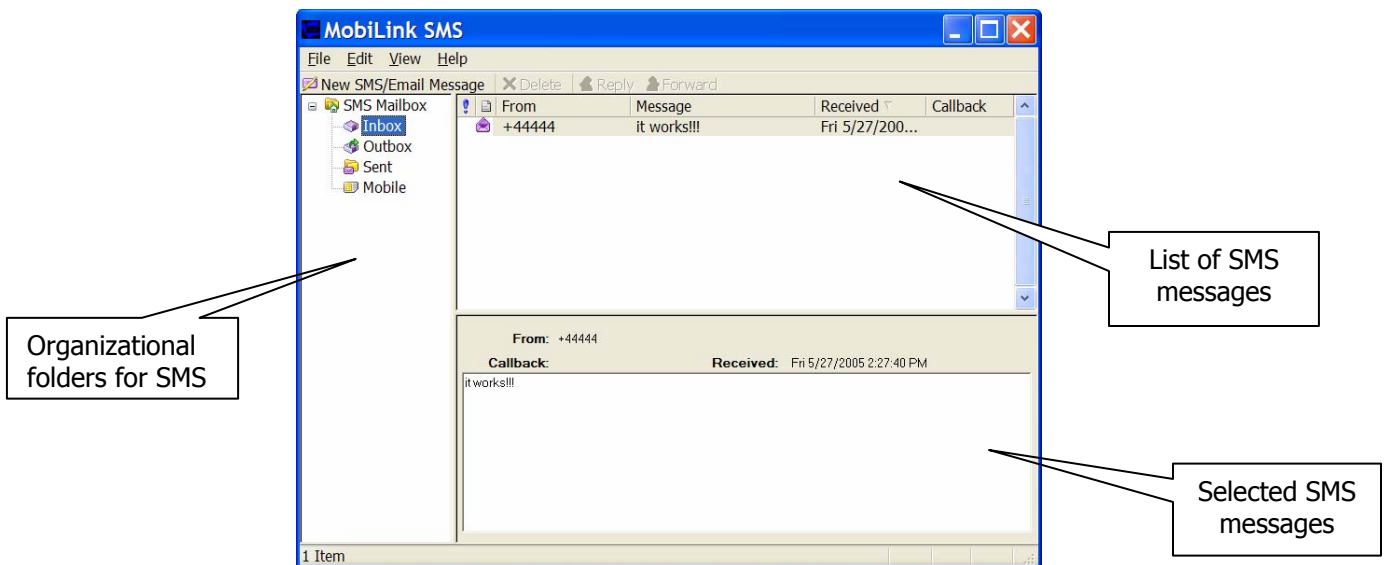 MobiLink SMS
File Edit View Help
New SMS/Email Message Delete Reply Forward
SMS Mailbox
Inbox
Outbox
Sent
Mobile
From Message Received Callback
+44444 it works!!! Fri 5/27/200...
List of SMS
messages
Organizational
folders for SMS
From: +44444
Callback: Received: Fri 5/27/2005 2:27:40 PM
it works!!!
Selected SMS
messages
1 Item